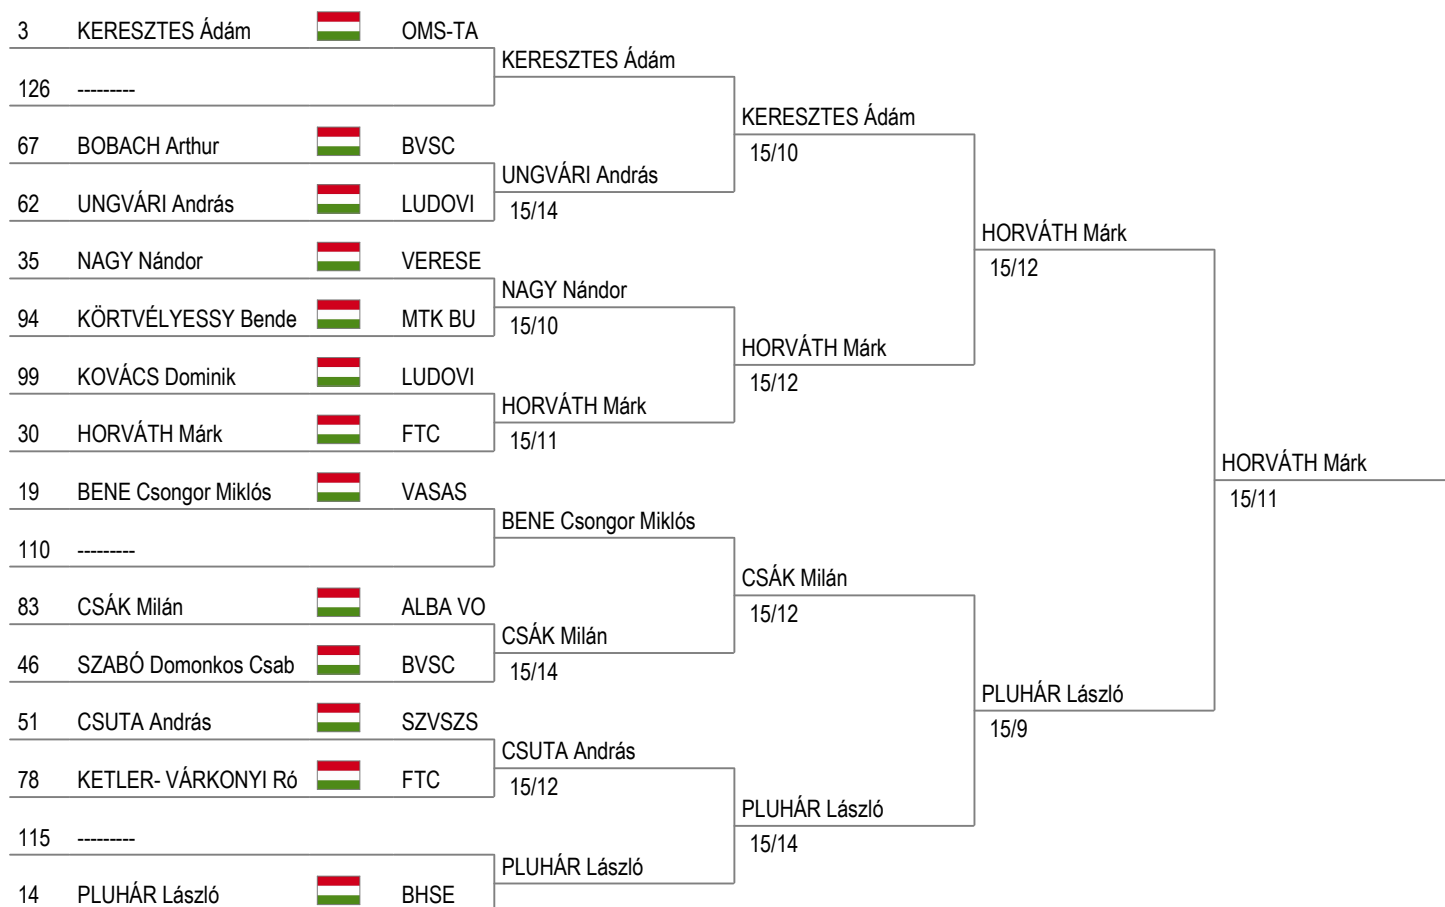 3 KERESZTES Ádám OMS-TA
KERESZTES Ádám
126 ---------
KERESZTES Ádám
15/10
67 BOBACH Arthur BVSC
UNGVÁRI András
15/14
62 UNGVÁRI András LUDOVI
HORVÁTH Márk
15/12
35 NAGY Nándor VERESE
NAGY Nándor
15/10
94 KÖRTVÉLYESSY Bende MTK BU
HORVÁTH Márk
15/12
99 KOVÁCS Dominik LUDOVI
HORVÁTH Márk
15/11
30 HORVÁTH Márk FTC
HORVÁTH Márk
15/11
19 BENE Csongor Miklós VASAS
BENE Csongor Miklós
110 ---------
CSÁK Milán
15/12
83 CSÁK Milán ALBA VO
CSÁK Milán
15/14
46 SZABÓ Domonkos Csab BVSC
PLUHÁR László
15/9
51 CSUTA András SZVSZS
CSUTA András
15/12
78 KETLER- VÁRKONYI Ró FTC
PLUHÁR László
15/14
115 ---------
PLUHÁR László
14 PLUHÁR László BHSE